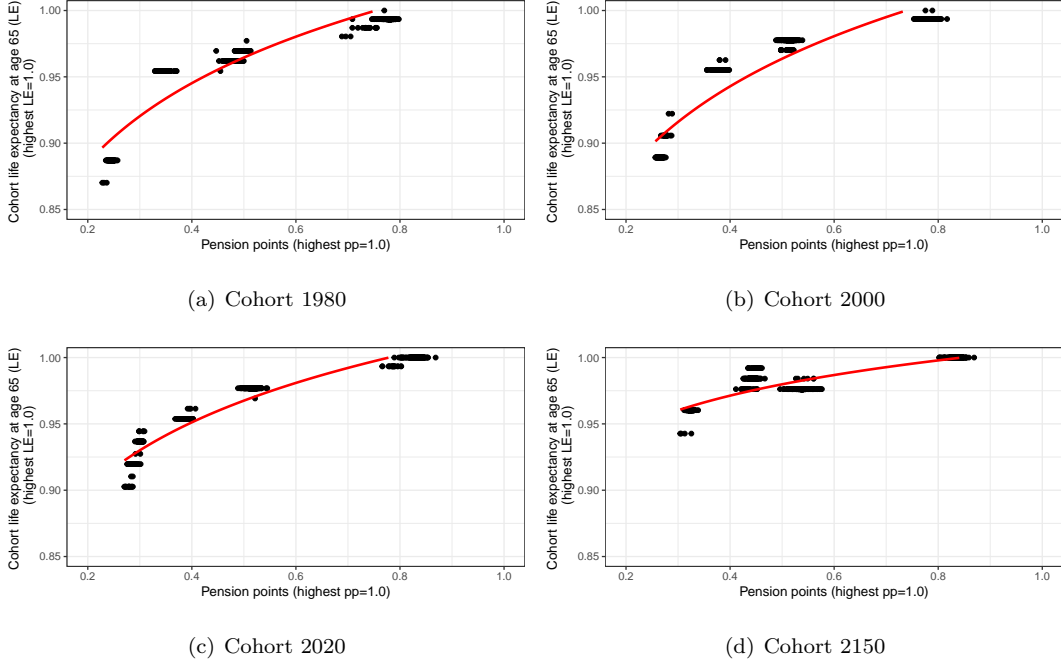 Cohort life expectancy at age 65 (LE)
(highest LE=1.0)
1.00
0.95
0.90
0.85
0.2 0.4 0.6 0.8 1.0
Pension points (highest pp=1.0)
(a) Cohort 1980
Cohort life expectancy at age 65 (LE)
(highest LE=1.0)
1.00
0.95
0.90
0.85
0.2 0.4 0.6 0.8 1.0
Pension points (highest pp=1.0)
(b) Cohort 2000
Cohort life expectancy at age 65 (LE)
(highest LE=1.0)
1.00
0.95
0.90
0.85
0.2 0.4 0.6 0.8 1.0
Pension points (highest pp=1.0)
(c) Cohort 2020
Cohort life expectancy at age 65 (LE)
(highest LE=1.0)
1.00
0.95
0.90
0.85
0.2 0.4 0.6 0.8 1.0
Pension points (highest pp=1.0)
(d) Cohort 2150